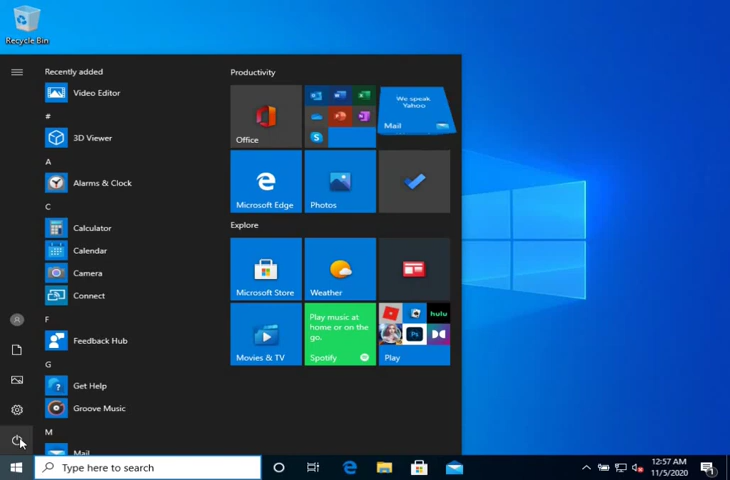 Recycle Bin
Recently added
Video Editor
#
3D Viewer
A
Alarms & Clock
C
Calculator
Calendar
Camera
Connect
F
Feedback Hub
G
Get Help
Groove Music
M
Mail
Productivity
Office
We speak
Yahoo
Mail
Microsoft Edge
Photos
Explore
Microsoft Store
Weather
Movies & TV
Play music at
home or on the
go.
Spotify
hulu
Ps
Play
Type here to search
12:57 AM
11/5/2020
1